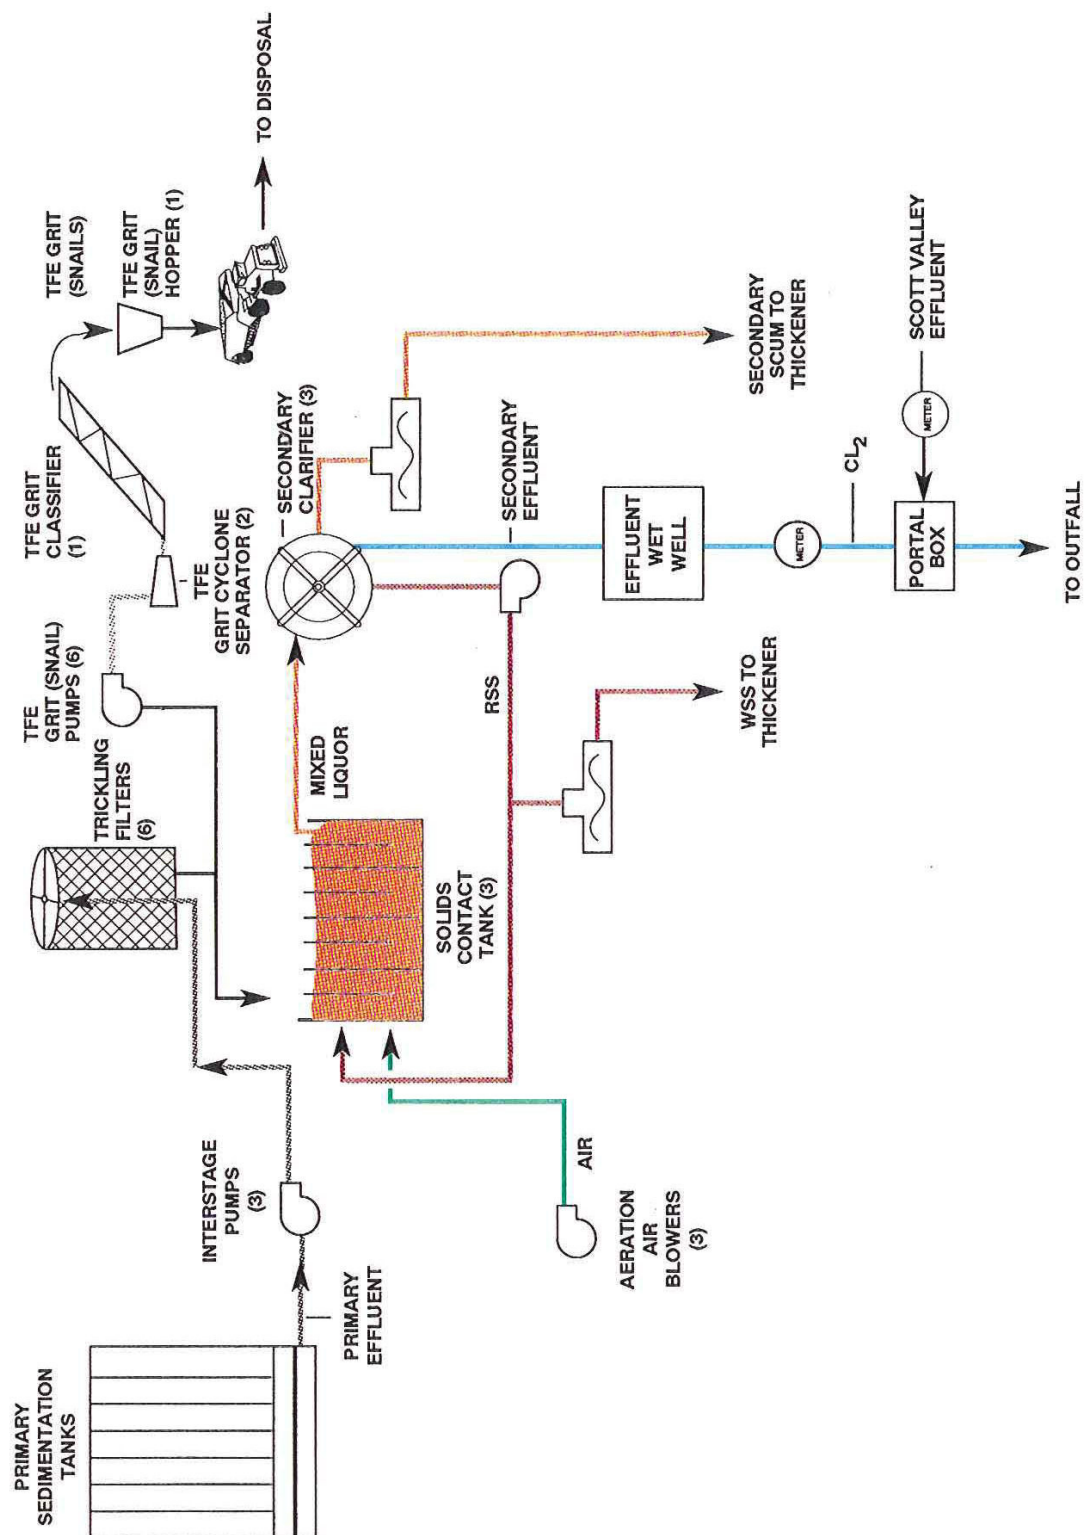 PRIMARY
SEDIMENTATION
TANKS
PRIMARY
EFFLUENT
INTERSTAGE
PUMPS
(3)
TRICKLING
FILTERS
(6)
TFE
GRIT (SNAIL)
PUMPS (6)
TFE GRIT
CLASSIFIER
(1)
TFE GRIT
(SNAILS)
TFE GRIT
(SNAIL)
HOPPER (1)
TO DISPOSAL
TFE
GRIT CYCLONE
SEPARATOR (2)
MIXED
LIQUOR
SECONDARY
CLARIFIER (3)
SOLIDS
CONTACT
TANK (3)
AIR
AERATION
AIR
BLOWERS
(3)
RSS
WSS TO
THICKENER
SECONDARY
EFFLUENT
SECONDARY
SCUM TO
THICKENER
EFFLUENT
WET
WELL
METER
CL2
METER
SCOTT VALLEY
EFFLUENT
PORTAL
BOX
TO OUTFALL